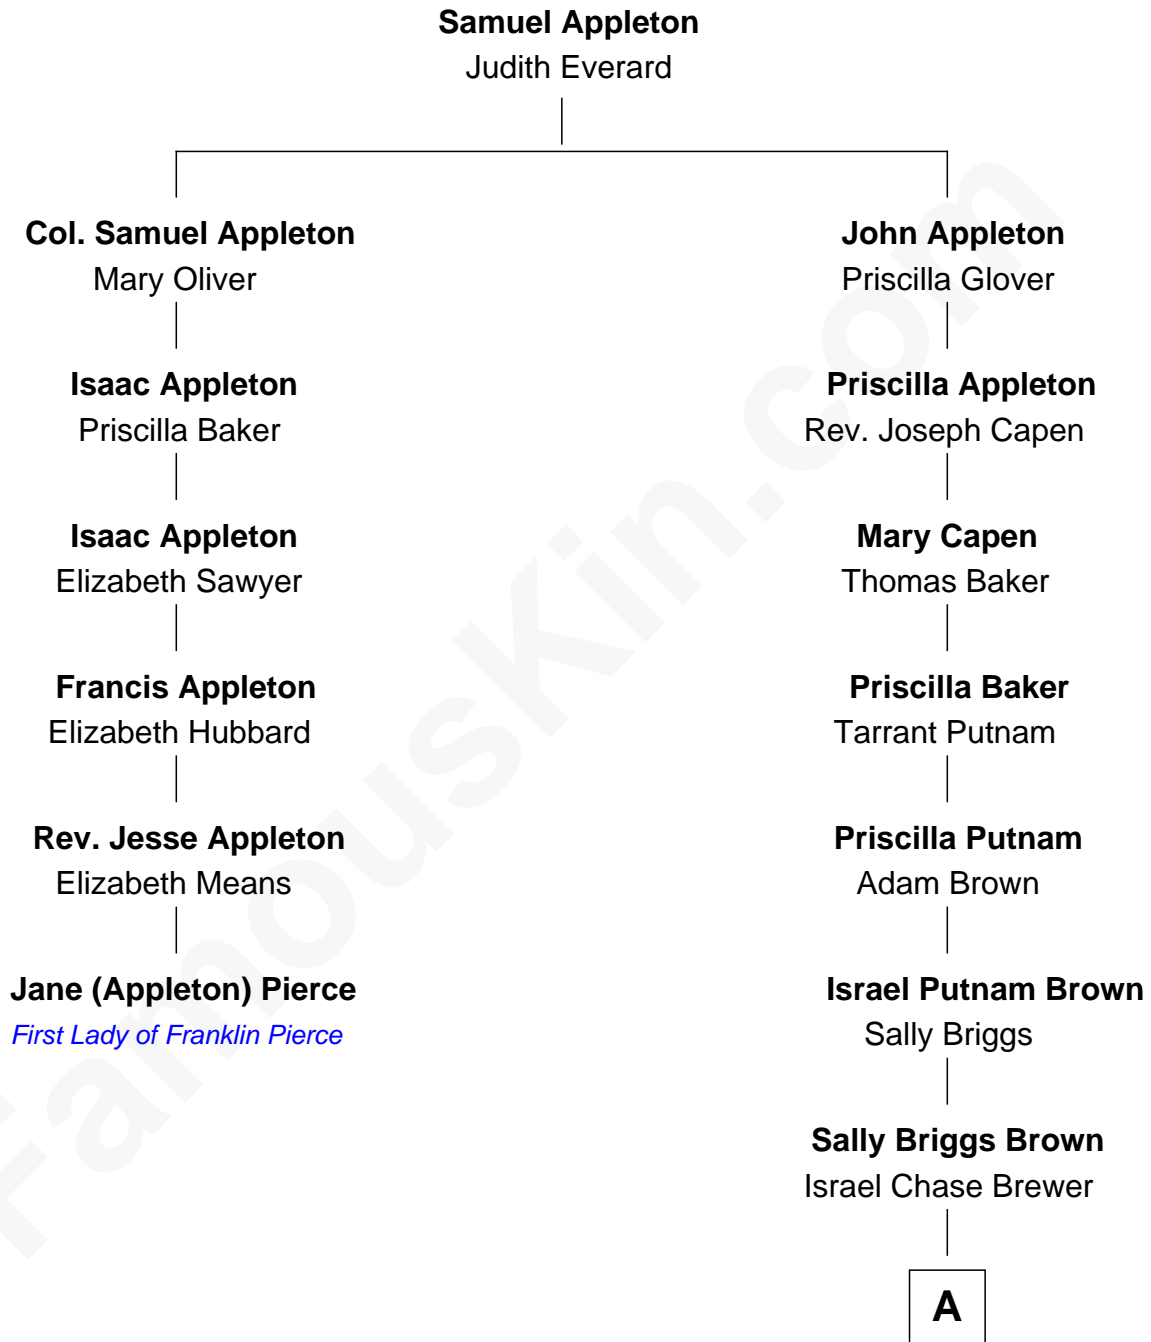 Samuel Appleton
Judith Everard
Col. Samuel Appleton
Mary Oliver
John Appleton
Priscilla Glover
Isaac Appleton
Priscilla Baker
Priscilla Appleton
Rev. Joseph Capen
Isaac Appleton
Elizabeth Sawyer
Mary Capen
Thomas Baker
Francis Appleton
Elizabeth Hubbard
Priscilla Baker
Tarrant Putnam
Rev. Jesse Appleton
Elizabeth Means
Priscilla Putnam
Adam Brown
Jane (Appleton) Pierce
First Lady of Franklin Pierce
Israel Putnam Brown
Sally Briggs
Sally Briggs Brown
Israel Chase Brewer
A
FamousKin.com